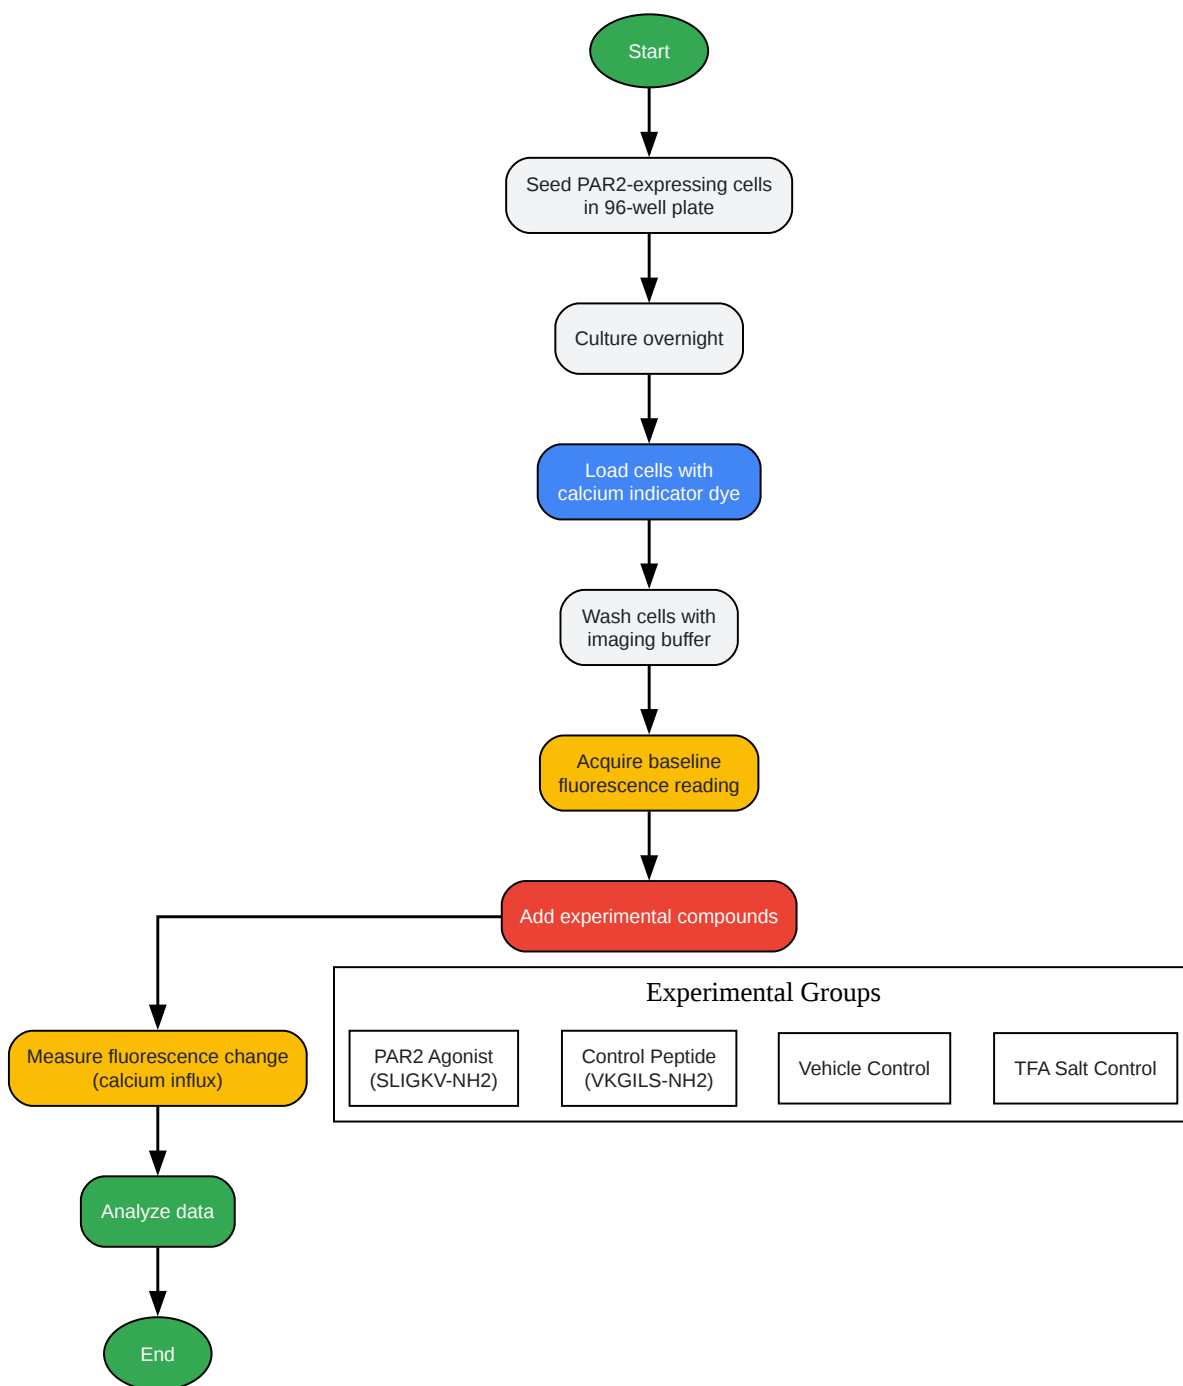 Start
Seed PAR2-expressing cells
in 96-well plate
Culture overnight
Load cells with
calcium indicator dye
Wash cells with
imaging buffer
Acquire baseline
fluorescence reading
Add experimental compounds
Experimental Groups
PAR2 Agonist
(SLIGKV-NH2)
Control Peptide
(VKGILS-NH2)
Vehicle Control
TFA Salt Control
Measure fluorescence change
(calcium influx)
Analyze data
End